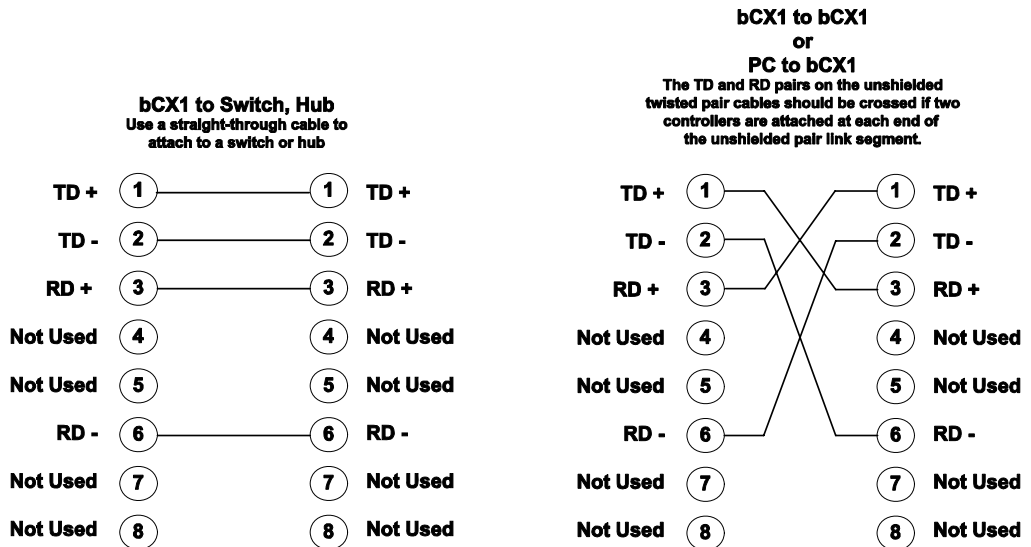 bCX1 to Switch, Hub
Use a straight-through cable to
attach to a switch or hub
TD + 1 1 TD +
TD - 2 2 TD -
RD + 3 3 RD +
Not Used 4 4 Not Used
Not Used 5 5 Not Used
RD - 6 6 RD -
Not Used 7 7 Not Used
Not Used 8 8 Not Used
bCX1 to bCX1
or
PC to bCX1
The TD and RD pairs on the unshielded
twisted pair cables should be crossed if two
controllers are attached at each end of
the unshielded pair link segment.
TD + 1 1 TD +
TD - 2 2 TD -
RD + 3 3 RD +
Not Used 4 4 Not Used
Not Used 5 5 Not Used
RD - 6 6 RD -
Not Used 7 7 Not Used
Not Used 8 8 Not Used